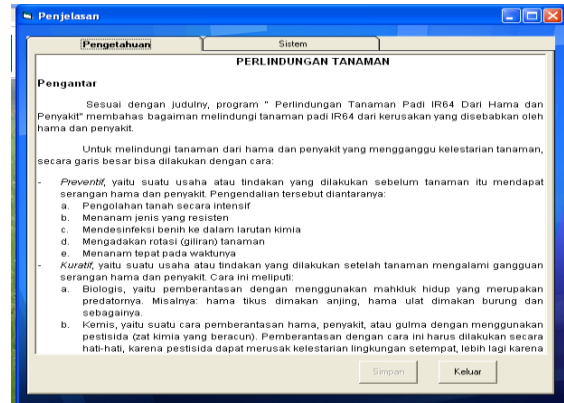 Penjelasan
Pengetahuan
Sistem
PERLINDUNGAN TANAMAN
Pengantar
Sesuai dengan judulny, program " Perlindungan Tanaman Padi IR64 Dari Hama dan
Penyakit" membahas bagaiman melindungi tanaman padi IR64 dari kerusakan yang disebabkan oleh
hama dan penyakit.
Untuk melindungi tanaman dari hama dan penyakit yang mengganggu kelestarian tanaman,
secara garis besar bisa dilakukan dengan cara:
- Preventif, yaitu suatu usaha atau tindakan yang dilakukan sebelum tanaman itu mendapat
serangan hama dan penyakit. Pengendalian tersebut diantaranya:
a. Pengolahan tanah secara intensif
b. Menanam jenis yang resisten
c. Mendesinfeksi benih ke dalam larutan kimia
d. Mengadakan rotasi (giliran) tanaman
e. Menanam tepat pada waktunya
- Kuratif, yaitu suatu usaha atau tindakan yang dilakukan setelah tanaman mengalami gangguan
serangan hama dan penyakit. Cara ini meliputi:
a. Biologis, yaitu pemberantasan dengan menggunakan mahkluk hidup yang merupakan
predatornya. Misalnya: hama tikus dimakan anjing, hama ulat dimakan burung dan
sebagainya.
b. Kemis, yaitu suatu cara pemberantasan hama, penyakit, atau gulma dengan menggunakan
pestisida (zat kimia yang beracun). Pemberantasan dengan cara ini harus dilakukan secara
hati-hati, karena pestisida dapat merusak kelestarian lingkungan setempat, lebih lagi karena
Simpan
Keluar